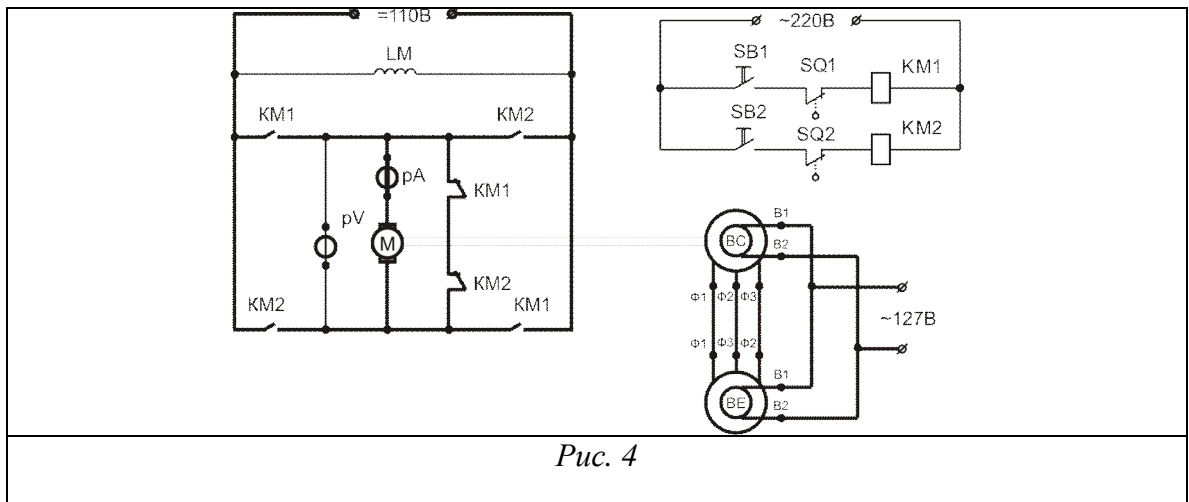 =110В
LM
KM1
KM2
pA
KM1
pV
M
KM2
KM2
KM1
~220В
SB1
SQ1
KM1
SB2
SQ2
KM2
BC
B1
B2
Ф1 Ф2 Ф3
~127В
Ф1 Ф3 Ф2
BE
B1
B2
Рис. 4